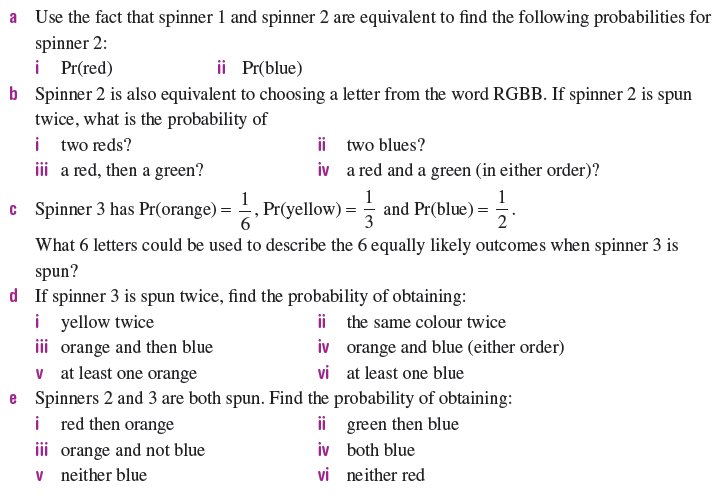 a Use the fact that spinner 1 and spinner 2 are equivalent to find the following probabilities for
spinner 2:
i Pr(red) ii Pr(blue)
b Spinner 2 is also equivalent to choosing a letter from the word RGBB. If spinner 2 is spun
twice, what is the probability of
i two reds? ii two blues?
iii a red, then a green? iv a red and a green (in either order)?
c Spinner 3 has Pr(orange) = 1/6, Pr(yellow) = 1/3 and Pr(blue) = 1/2.
What 6 letters could be used to describe the 6 equally likely outcomes when spinner 3 is
spun?
d If spinner 3 is spun twice, find the probability of obtaining:
i yellow twice ii the same colour twice
iii orange and then blue iv orange and blue (either order)
v at least one orange vi at least one blue
e Spinners 2 and 3 are both spun. Find the probability of obtaining:
i red then orange ii green then blue
iii orange and not blue iv both blue
v neither blue vi neither red